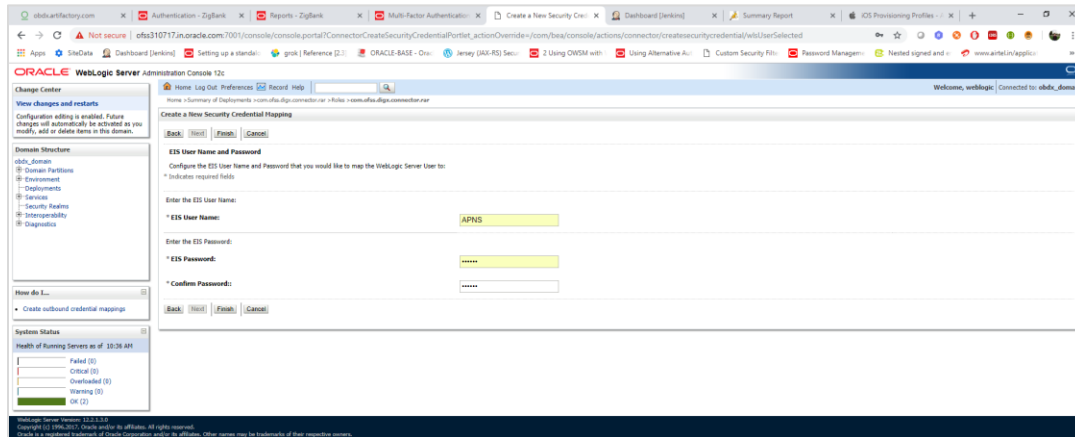 obdx.artifactory.com
Authentication - ZigBank
Reports - ZigBank
Multi-Factor Authentication
Create a New Security Cred
Dashboard [Jenkins]
Summary Report
iOS Provisioning Profiles - A
Not secure | ofss310717.in.oracle.com:7001/console/console.portal?ConnectorCreateSecurityCredentialPortlet_actionOverride=/com/bea/console/actions/connector/createsecuritycredential/wlsUserSelected
Apps
SiteData
Dashboard [Jenkins]
Setting up a standalo
grok | Reference [2.5]
ORACLE-BASE - Orac
Jersey (JAX-RS) Secur
2 Using OWSM with
Using Alternative Aut
Custom Security Filte
Password Managem
Nested signed and e
www.airtel.in/applica
ORACLE WebLogic Server Administration Console 12c
Change Center
View changes and restarts
Configuration editing is enabled. Future
changes will automatically be activated as you
modify, add or delete items in this domain.
Domain Structure
obdx_domain
Domain Partitions
Environment
Deployments
Services
Security Realms
Interoperability
Diagnostics
How do I...
Create outbound credential mappings
System Status
Health of Running Servers as of 10:36 AM
Failed (0)
Critical (0)
Overloaded (0)
Warning (0)
OK (2)
Home Log Out Preferences Record Help
Welcome, weblogic Connected to: obdx_doma
Home >Summary of Deployments >com.ofss.digx.connector.rar >Roles >com.ofss.digx.connector.rar
Create a New Security Credential Mapping
Back Next Finish Cancel
EIS User Name and Password
Configure the EIS User Name and Password that you would like to map the WebLogic Server User to:
* Indicates required fields
Enter the EIS User Name:
* EIS User Name:
APNS
Enter the EIS Password:
* EIS Password:
* Confirm Password::
Back Next Finish Cancel
WebLogic Server Version: 12.2.1.3.0
Copyright (c) 1996,2017, Oracle and/or its affiliates. All rights reserved.
Oracle is a registered trademark of Oracle Corporation and/or its affiliates. Other names may be trademarks of their respective owners.